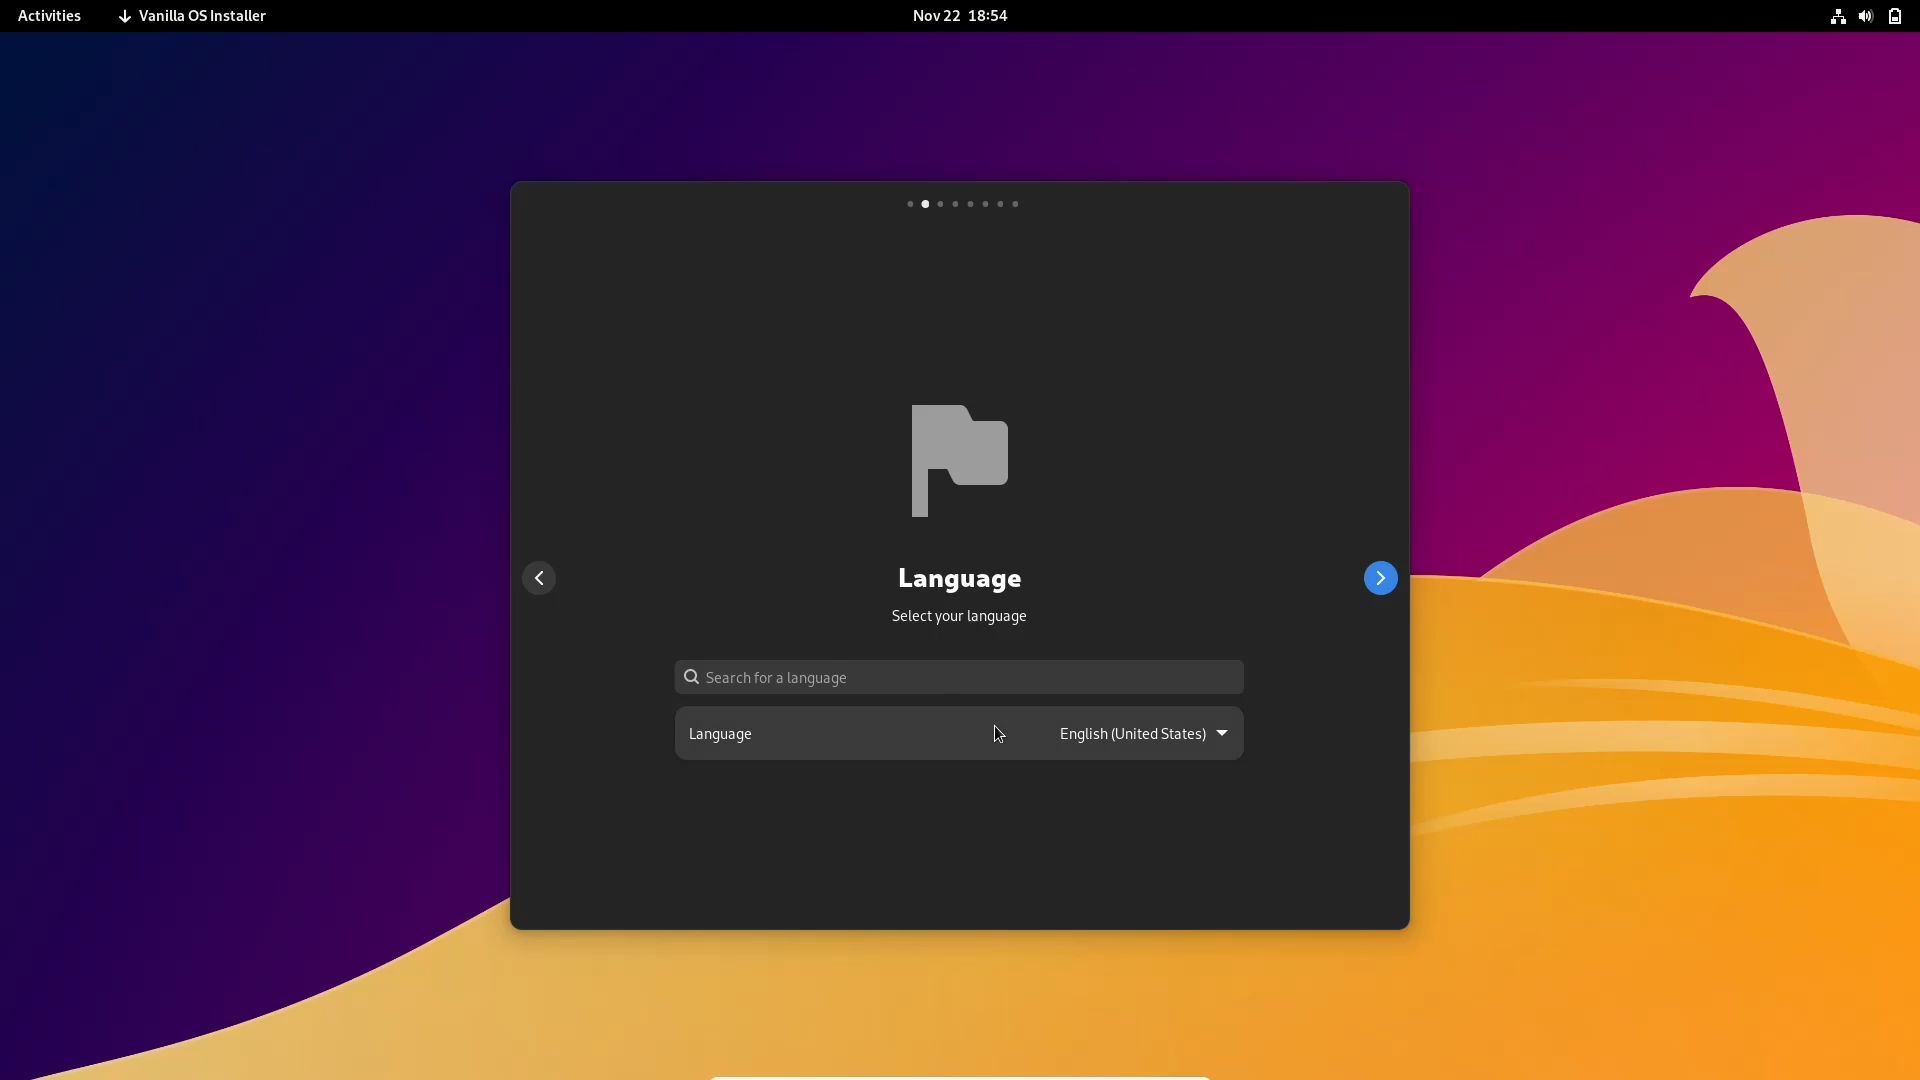 Activities
Vanilla OS Installer
Nov 22 18:54
Language
Select your language
Search for a language
Language
English (United States)